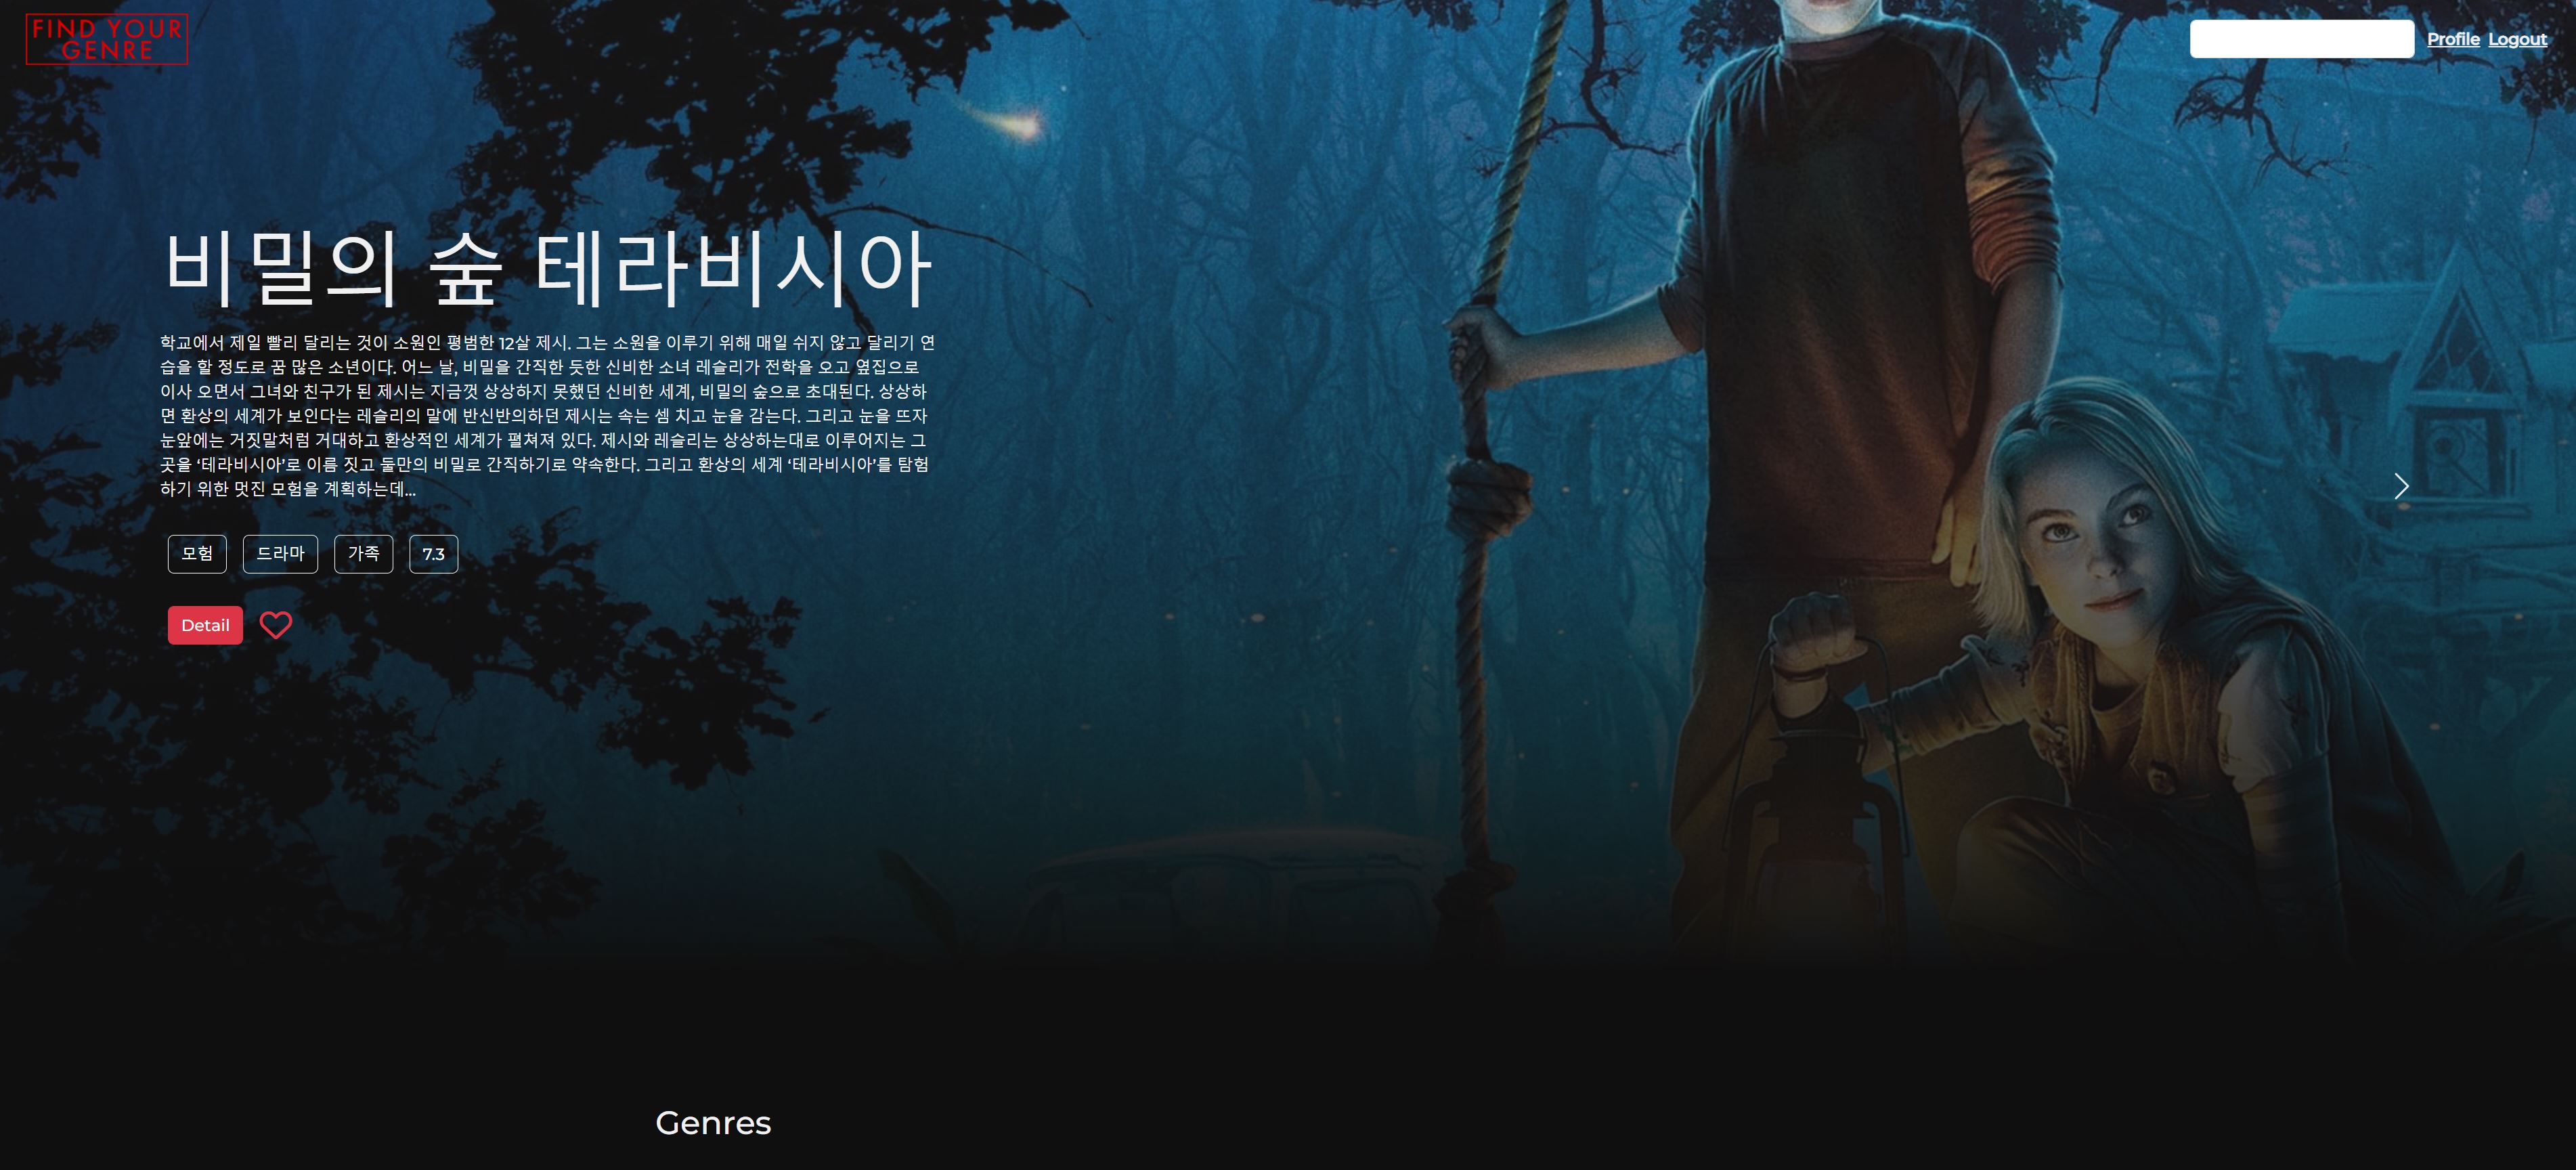 FIND YOUR
GENRE
Profile Logout
비밀의 숲 테라비시아
학교에서 제일 빨리 달리는 것이 소원인 평범한 12살 제시. 그는 소원을 이루기 위해 매일 쉬지 않고 달리기 연
습을 할 정도로 꿈 많은 소년이다. 어느 날, 비밀을 간직한 듯한 신비한 소녀 레슬리가 전학을 오고 옆집으로
이사 오면서 그녀와 친구가 된 제시는 지금껏 상상하지 못했던 신비한 세계, 비밀의 숲으로 초대된다. 상상하
면 환상의 세계가 보인다는 레슬리의 말에 반신반의하던 제시는 속는 셈 치고 눈을 감는다. 그리고 눈을 뜨자
눈앞에는 거짓말처럼 거대하고 환상적인 세계가 펼쳐져 있다. 제시와 레슬리는 상상하는대로 이루어지는 그
곳을 ‘테라비시아’로 이름 짓고 둘만의 비밀로 간직하기로 약속한다. 그리고 환상의 세계 ‘테라비시아’를 탐험
하기 위한 멋진 모험을 계획하는데...
모험 드라마 가족 7.3
Detail
Genres